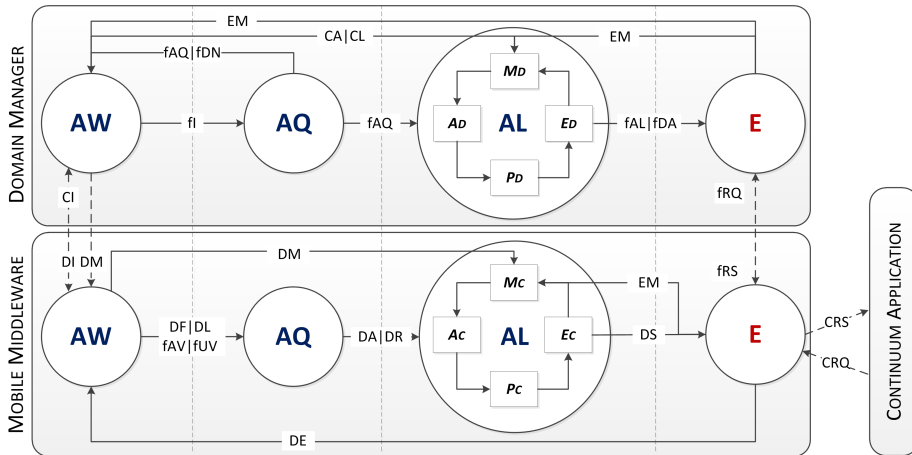 DOMAIN MANAGER
EM
CA|CL
EM
fAQ|fDN
AW
fI
AQ
fAQ
MD
AD
AL
ED
PD
fAL|fDA
E
CI
DI
DM
fRQ
fRS
MOBILE MIDDLEWARE
DM
AW
DF|DL
fAV|fUV
AQ
DA|DR
MC
AC
AL
EC
PC
EM
DS
E
DE
CRS
CRQ
CONTINUUM APPLICATION